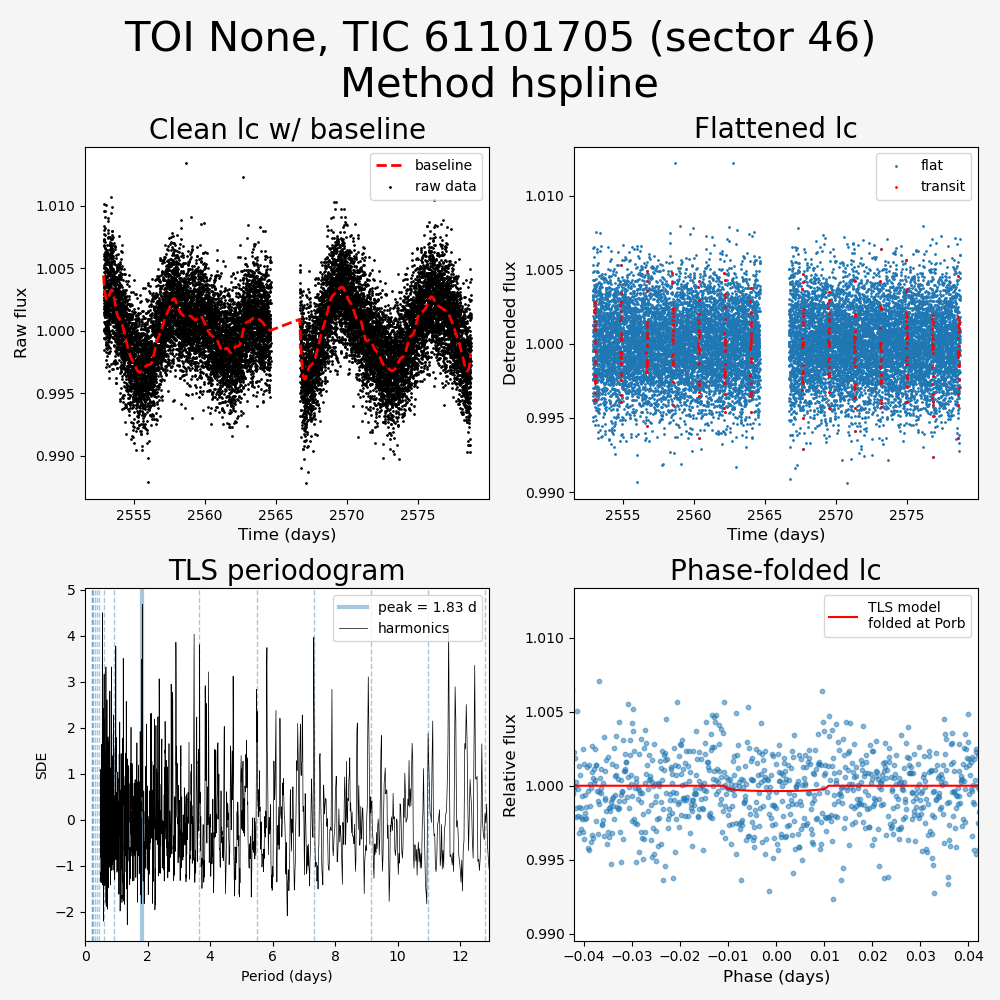 TOI None, TIC 61101705 (sector 46)
Method hspline
Clean lc w/ baseline
Flattened lc
baseline
raw data
flat
transit
1.010
1.005
1.000
0.995
0.990
Raw flux
2555 2560 2565 2570 2575
Time (days)
1.010
1.005
1.000
0.995
0.990
Detrended flux
2555 2560 2565 2570 2575
Time (days)
TLS periodogram
Phase-folded lc
peak = 1.83 d
harmonics
5
4
3
2
1
0
−1
−2
SDE
0 2 4 6 8 10 12
Period (days)
TLS model
folded at Porb
1.010
1.005
1.000
0.995
0.990
Relative flux
−0.04 −0.03 −0.02 −0.01 0.00 0.01 0.02 0.03 0.04
Phase (days)